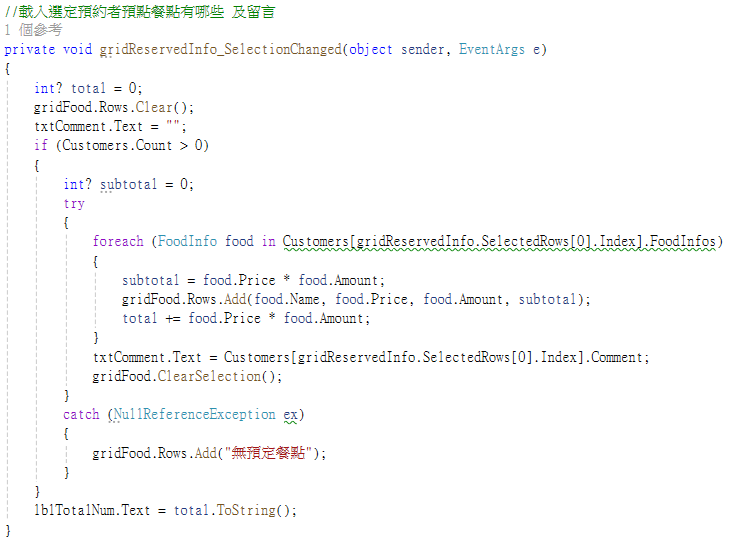 //載入選定預約者預點餐點有哪些 及留言
1 個參考
private void gridReservedInfo_SelectionChanged(object sender, EventArgs e)
{
    int? total = 0;
    gridFood.Rows.Clear();
    txtComment.Text = "";
    if (Customers.Count > 0)
    {
        int? subtotal = 0;
        try
        {
            foreach (FoodInfo food in Customers[gridReservedInfo.SelectedRows[0].Index].FoodInfos)
            {
                subtotal = food.Price * food.Amount;
                gridFood.Rows.Add(food.Name, food.Price, food.Amount, subtotal);
                total += food.Price * food.Amount;
            }
            txtComment.Text = Customers[gridReservedInfo.SelectedRows[0].Index].Comment;
            gridFood.ClearSelection();
        }
        catch (NullReferenceException ex)
        {
            gridFood.Rows.Add("無預定餐點");
        }
    }
    lblTotalNum.Text = total.ToString();
}